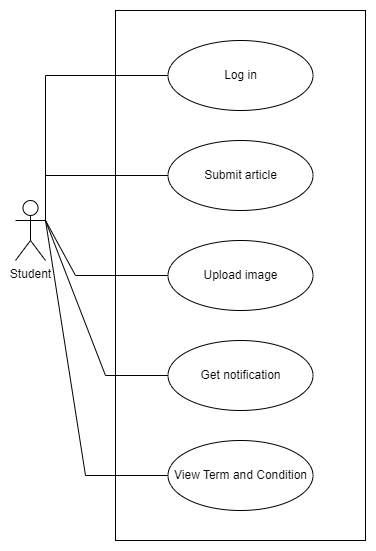 Log in
Submit article
Upload image
Student
Get notification
View Term and Condition